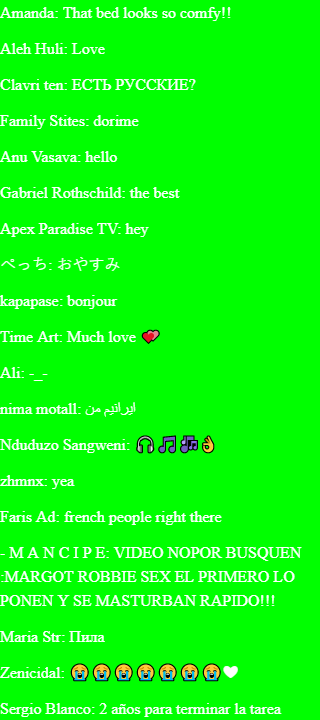 Amanda: That bed looks so comfy!!
Aleh Huli: Love
Clavri ten: ЕСТЬ РУССКИЕ?
Family Stites: dorime
Anu Vasava: hello
Gabriel Rothschild: the best
Apex Paradise TV: hey
ぺっち: おやすみ
kapapase: bonjour
Time Art: Much love 💕
Ali: -_-
nima motall: ایرانیم من
Nduduzo Sangweni: 🎧🎵🎼👌
zhmnx: yea
Faris Ad: french people right there
- M A N C I P E: VIDEO NOPOR BUSQUEN
:MARGOT ROBBIE SEX EL PRIMERO LO
PONEN Y SE MASTURBAN RAPIDO!!!
Maria Str: Пила
Zenicidal: 😭😭😭😭😭😭😭🤍
Sergio Blanco: 2 años para terminar la tarea